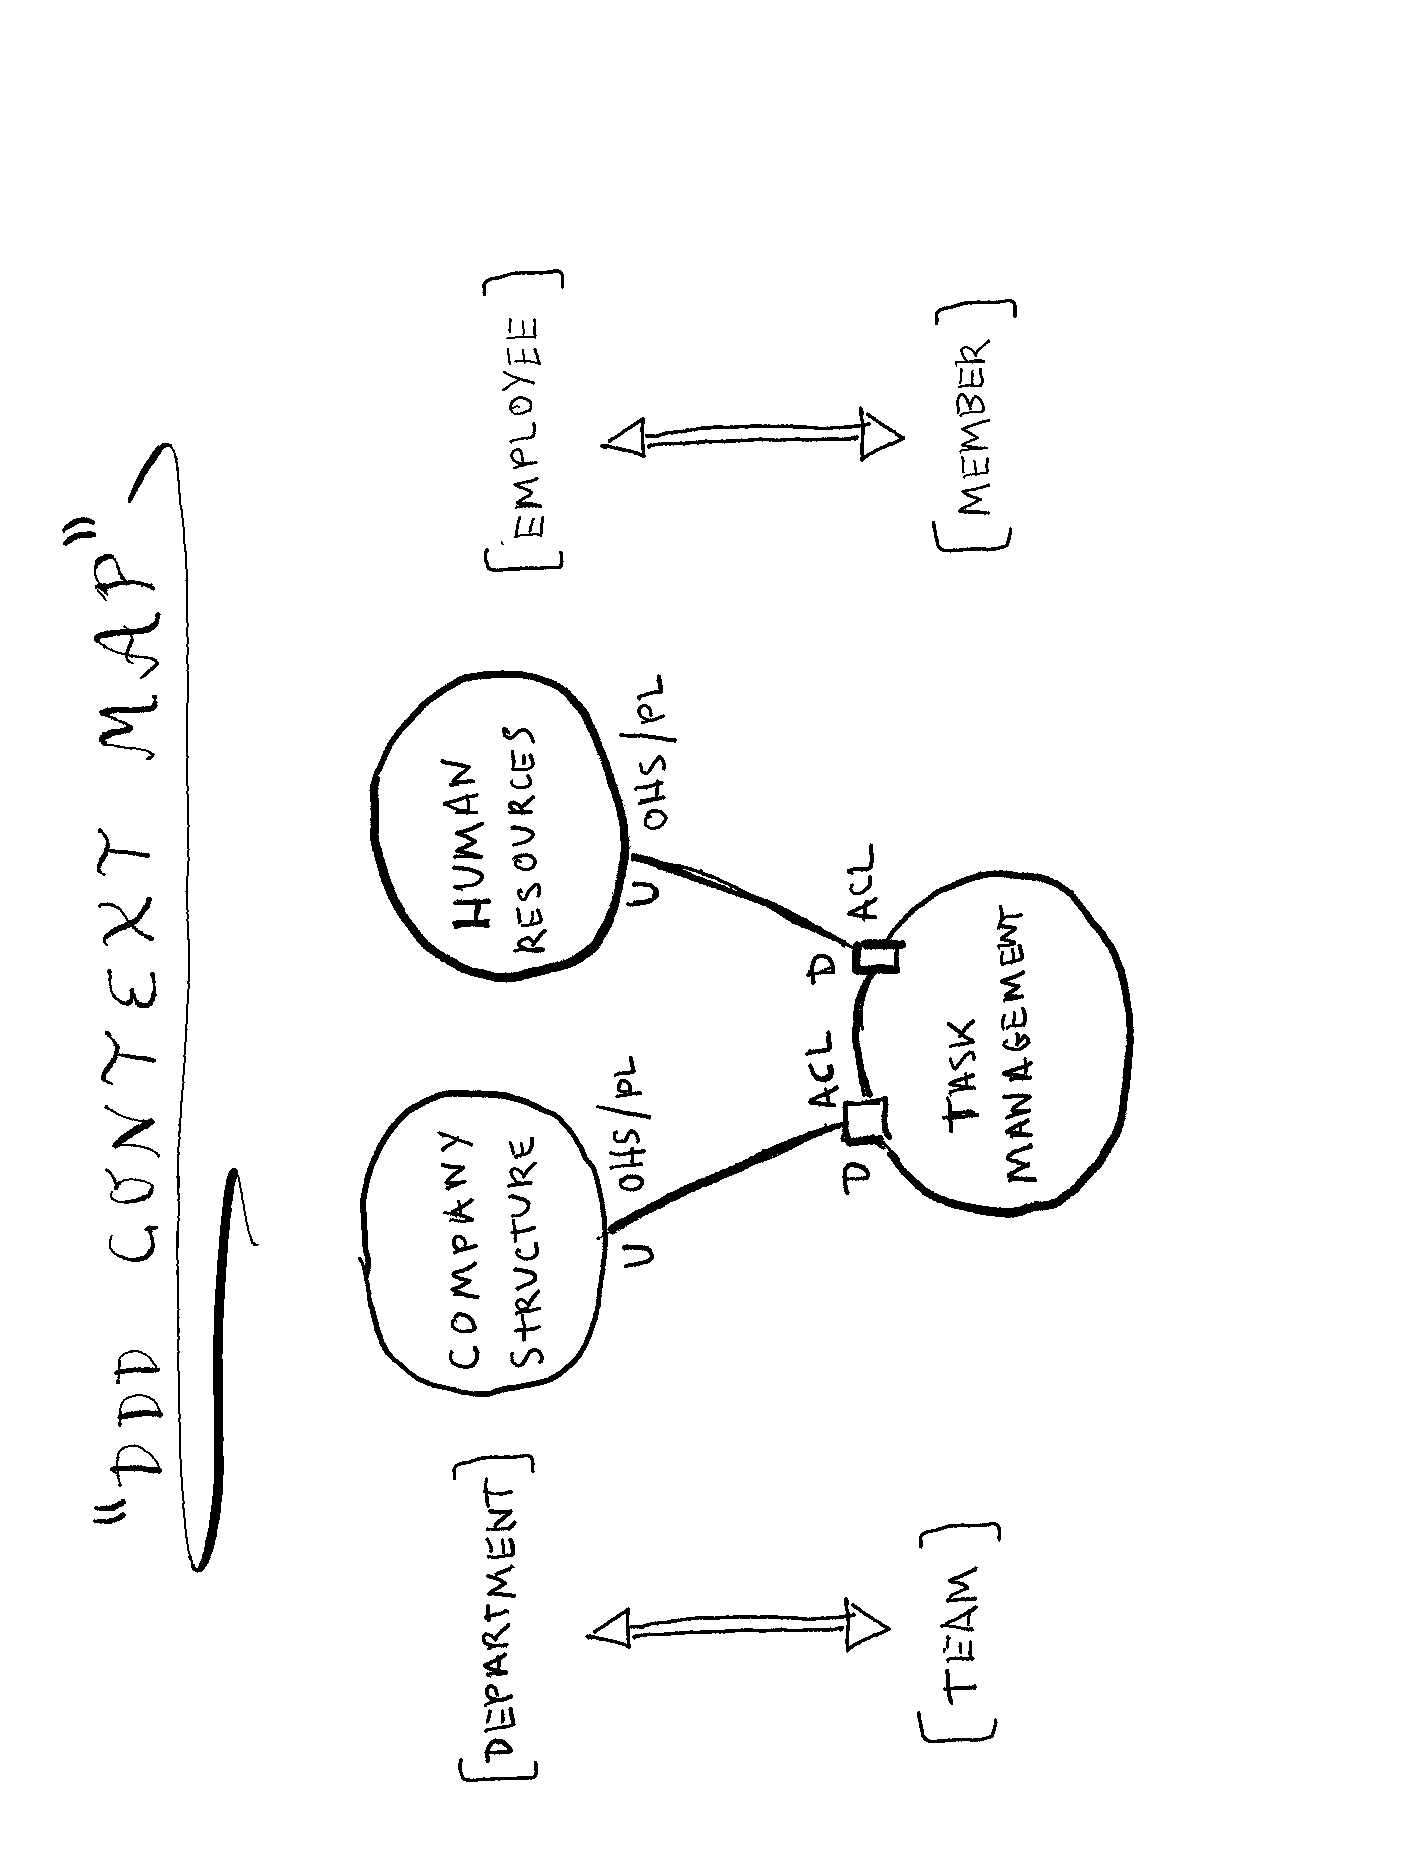 "DDD CONTEXT MAP"
[DEPARTMENT]
COMPANY
STRUCTURE
HUMAN
RESOURCES
[EMPLOYEE]
U
OHS/PL
U
OHS/PL
D
ACL
D
ACL
[TEAM]
TASK
MANAGEMENT
[MEMBER]